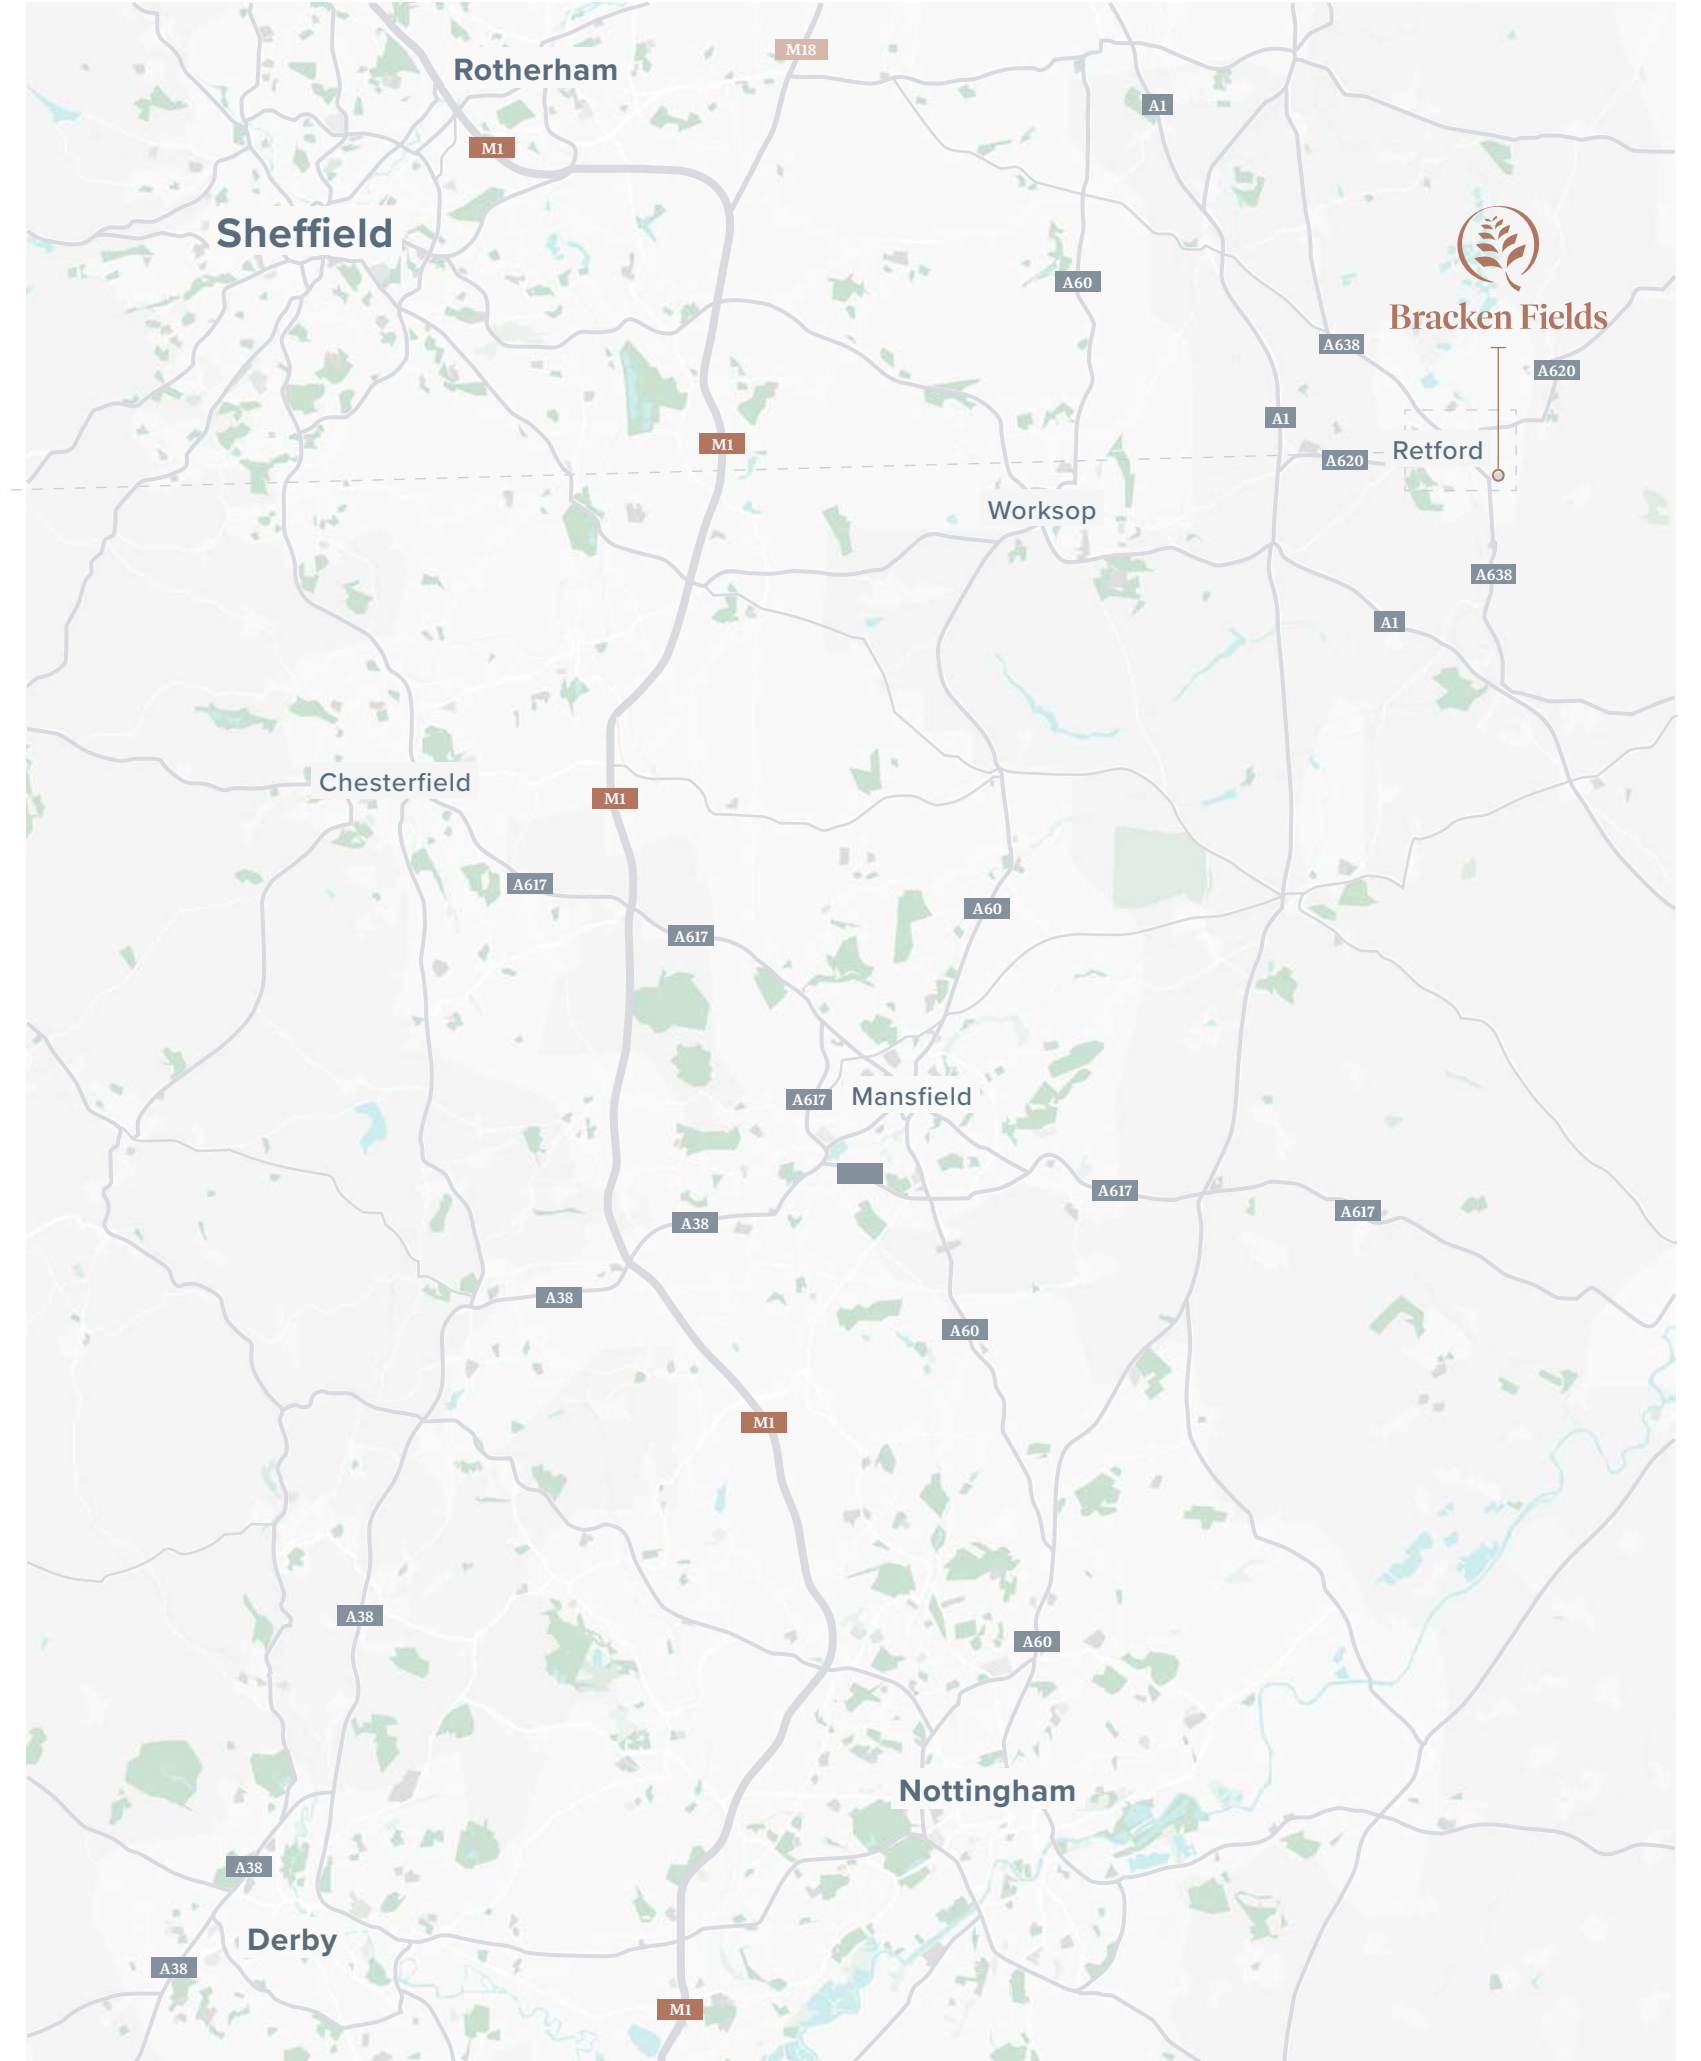 M18
Rotherham
A1
M1
Sheffield
A60
Bracken Fields
A638
A620
A1
M1
Retford
A620
Worksop
A638
A1
Chesterfield
M1
A617
A60
A617
Mansfield
A617
A617
A617
A38
A38
A60
M1
A38
A60
Nottingham
A38
Derby
A38
M1